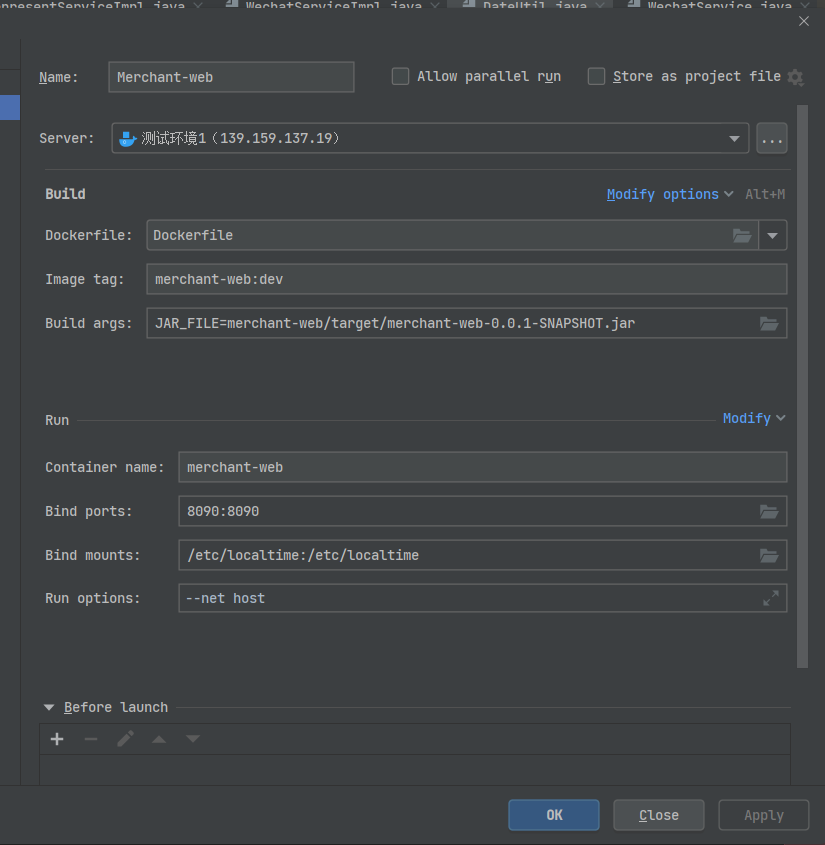 presentServiceImpl.java WechatServiceImpl.java DateUtil.java WechatService.java
Name: Merchant-web Allow parallel run Store as project file
Server: 测试环境1（139.159.137.19） ...
Build Modify options Alt+M
Dockerfile: Dockerfile
Image tag: merchant-web:dev
Build args: JAR_FILE=merchant-web/target/merchant-web-0.0.1-SNAPSHOT.jar
Run Modify
Container name: merchant-web
Bind ports: 8090:8090
Bind mounts: /etc/localtime:/etc/localtime
Run options: --net host
Before launch
OK Close Apply